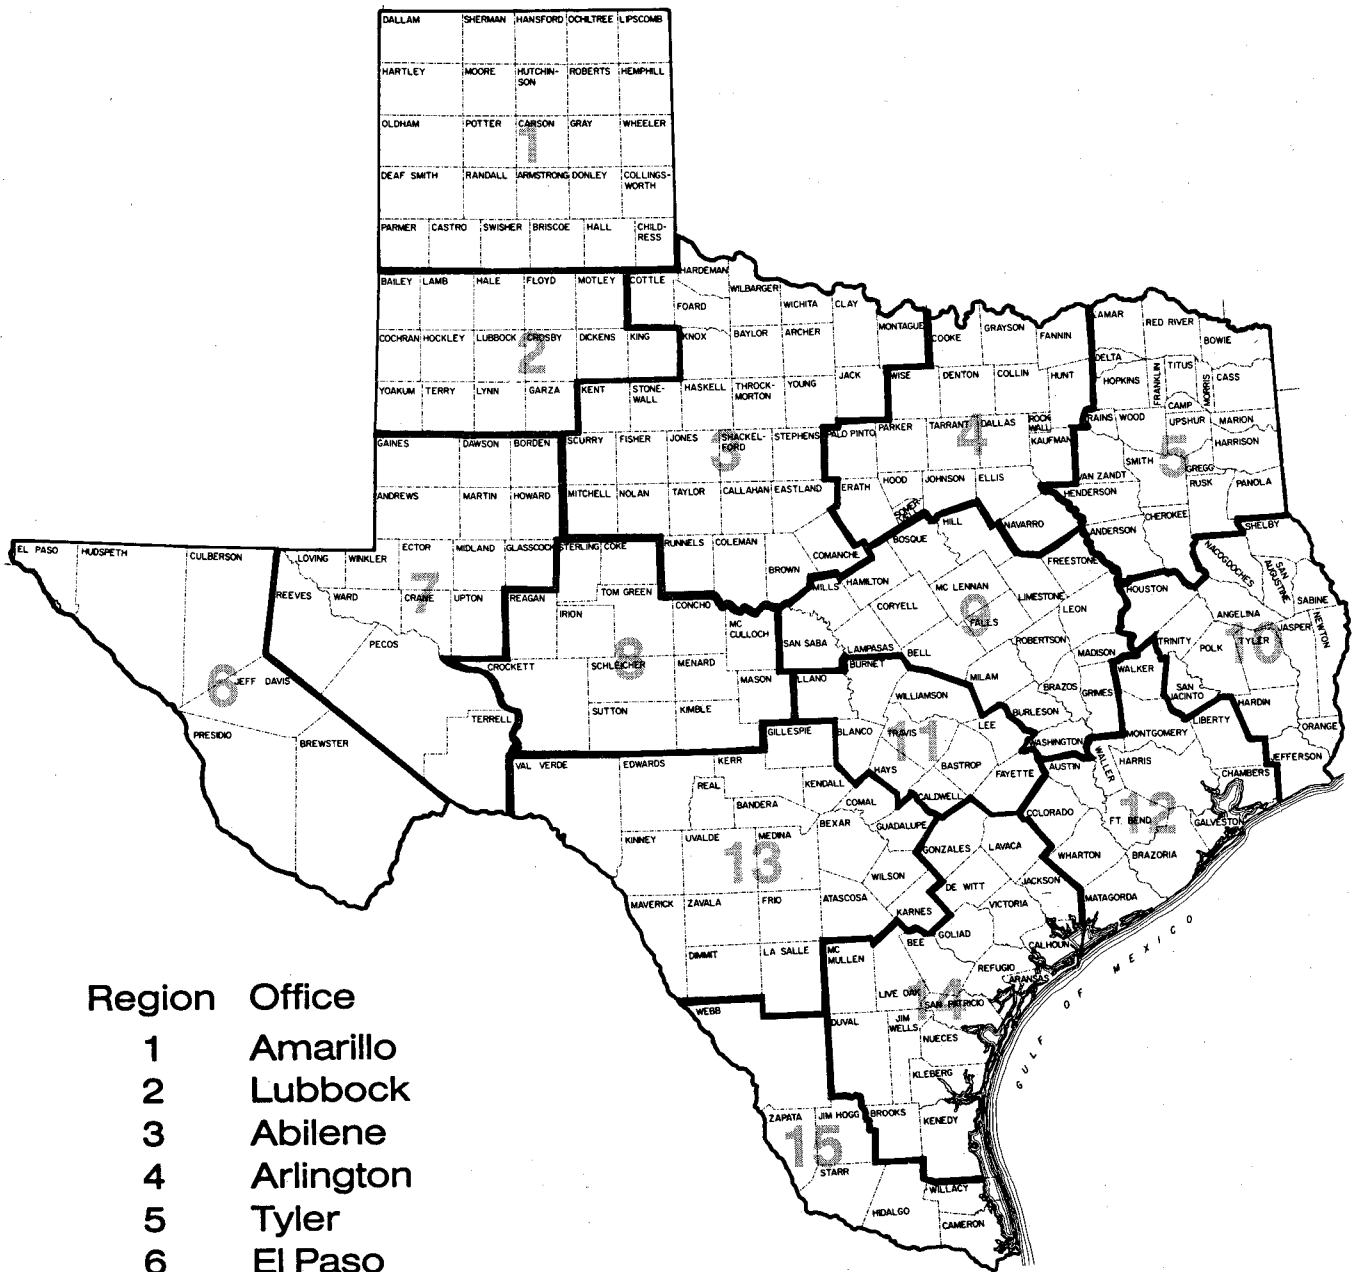 DALLAM SHERMAN HANSFORD OCHILTREE LIPSCOMB
HARTLEY MOORE HUTCHIN-
SON ROBERTS HEMPHILL
OLDHAM POTTER CARSON GRAY WHEELER
1
DEAF SMITH RANDALL ARMSTRONG DONLEY COLLINGS-
WORTH
PARMER CASTRO SWISHER BRISCOE HALL CHILD-
RESS
BAILEY LAMB HALE FLOYD MOTLEY COTTLE HARDEMAN
FOARD WILBARGER WICHITA CLAY MONTAGUE COOKE GRAYSON FANNIN LAMAR RED RIVER BOWIE
COCHRAN HOCKLEY LUBBOCK CROSBY DICKENS KING KNOX BAYLOR ARCHER
2
DELTA HOPKINS FRANKLIN TITUS MORRIS CASS
YOAKUM TERRY LYNN GARZA KENT STONE-
WALL HASKELL THROCK-
MORTON YOUNG JACK WISE DENTON COLLIN HUNT
CAMP
GAINES DAWSON BORDEN SCURRY FISHER JONES SHACKEL-
FORD STEPHENS PALO PINTO PARKER TARRANT DALLAS ROCK
WALL
KAUFMAN RAINS WOOD UPSHUR MARION
3 4 5
HARRISON
SMITH GREGG
VAN ZANDT RUSK PANOLA
ANDREWS MARTIN HOWARD MITCHELL NOLAN TAYLOR CALLAHAN EASTLAND ERATH HOOD JOHNSON ELLIS
HENDERSON
SOMER-
VELL HILL NAVARRO ANDERSON CHEROKEE SHELBY
EL PASO HUDSPETH CULBERSON LOVING WINKLER ECTOR MIDLAND GLASSCOCK STERLING COKE RUNNELS COLEMAN BROWN COMANCHE BOSQUE
FREESTONE NACOGDOCHES SAN
AUGUSTINE SABINE
REEVES WARD CRANE UPTON REAGAN IRION TOM GREEN CONCHO MC
CULLOCH MILLS HAMILTON MC LENNAN LIMESTONE LEON HOUSTON
7
CORYELL FALLS ANGELINA JASPER NEWTON
9
PECOS SAN SABA LAMPASAS BELL ROBERTSON MADISON TRINITY POLK TYLER
10
CROCKETT SCHLEICHER MENARD MASON LLANO BURNET WILLIAMSON MILAM WALKER
8
6
JEFF DAVIS SUTTON KIMBLE BRAZOS GRIMES SAN
JACINTO HARDIN
TERRELL BURLESON LIBERTY
PRESIDIO BREWSTER GILLESPIE BLANCO TRAVIS LEE WASHINGTON MONTGOMERY ORANGE
11
VAL VERDE EDWARDS KERR HAYS BASTROP FAYETTE AUSTIN WALLER HARRIS JEFFERSON
REAL KENDALL CHAMBERS
BANDERA COMAL CALDWELL
BEXAR GUADALUPE COLORADO FT. BEND GALVESTON
12
KINNEY UVALDE MEDINA GONZALES LAVACA WHARTON BRAZORIA
13
WILSON DE WITT JACKSON
MAVERICK ZAVALA FRIO ATASCOSA KARNES VICTORIA MATAGORDA
DIMMIT LA SALLE MC
MULLEN BEE GOLIAD CALHOUN
REFUGIO
ARANSAS
LIVE OAK SAN PATRICIO
14
WEBB DUVAL JIM
WELLS NUECES
KLEBERG
ZAPATA JIM HOGG BROOKS KENEDY
15
STARR WILLACY
HIDALGO CAMERON
GULF OF MEXICO
Region Office
1 Amarillo
2 Lubbock
3 Abilene
4 Arlington
5 Tyler
6 El Paso